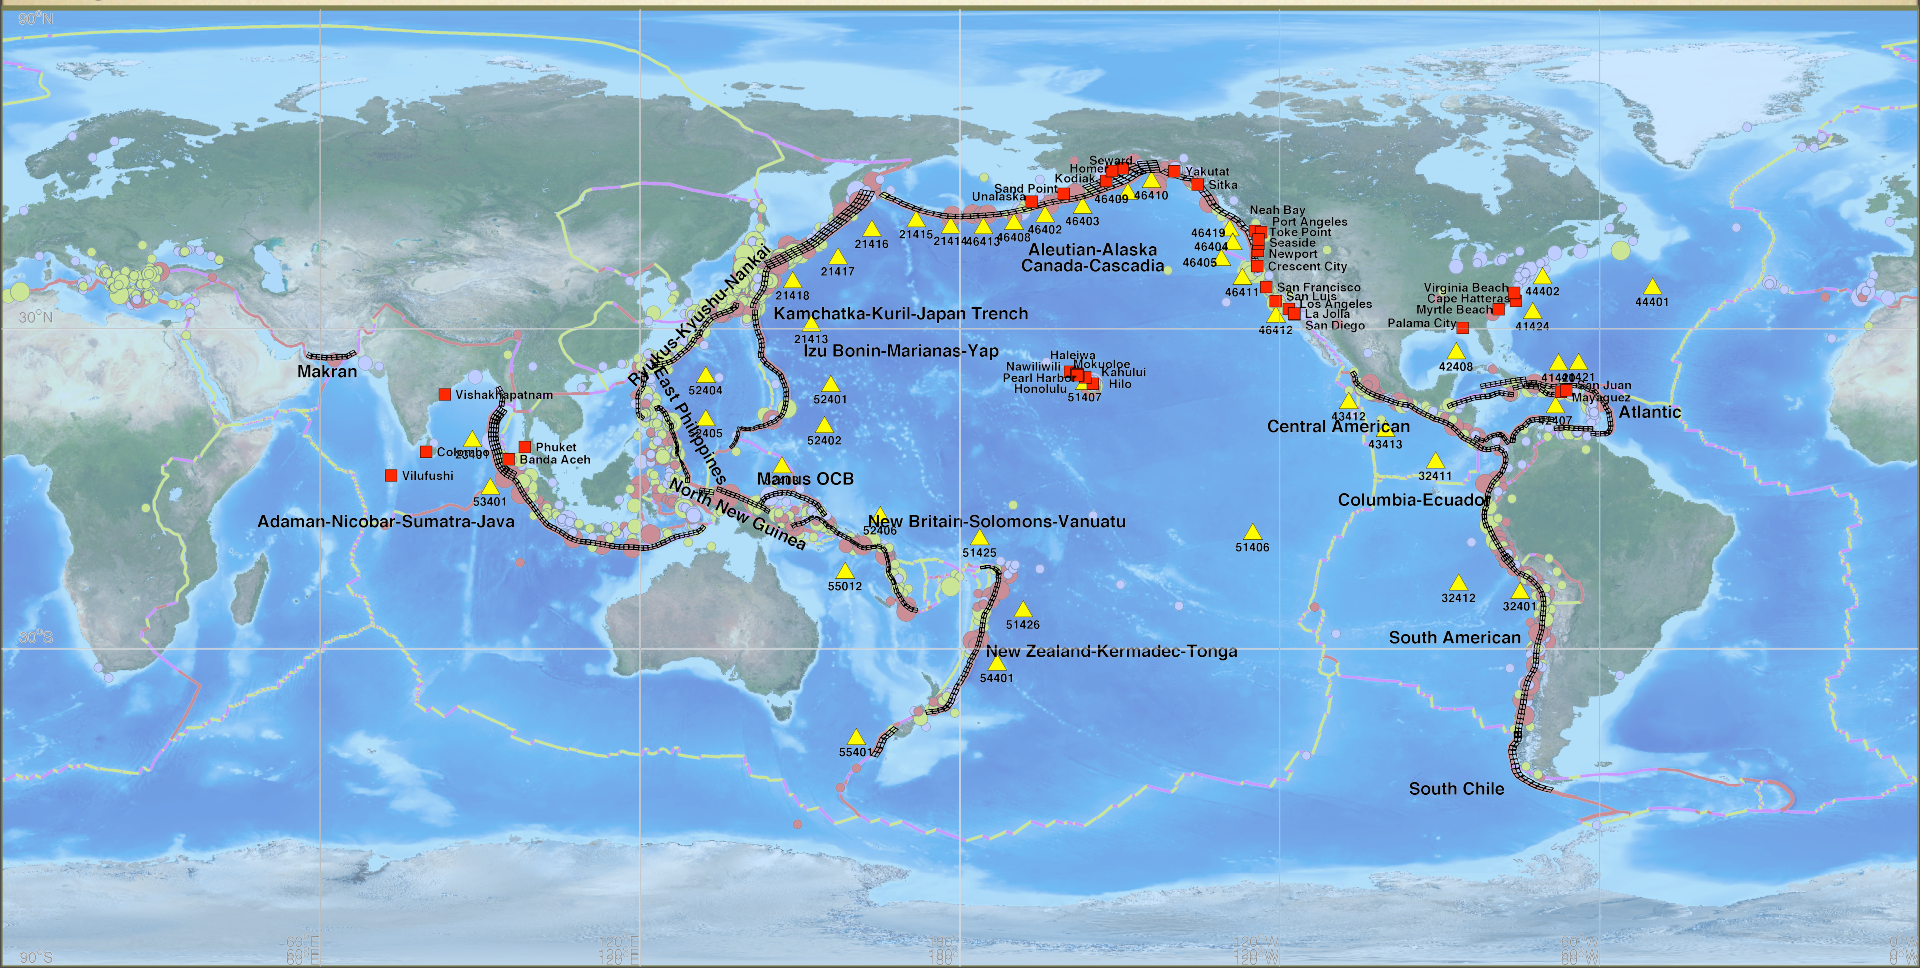 90°N
Seward
Homer
Yakutat
Kodiak
Sitka
Sand Point
Unalaska
46409
46410
46403
46402
46408
46413
21414
21415
21416
Neah Bay
Port Angeles
46419
Toke Point
Seaside
46404
Newport
46405
Crescent City
Aleutian-Alaska
Canada-Cascadia
21417
21418
46411
San Francisco
San Luis
Los Angeles
La Jolla
San Diego
46412
Virginia Beach
44402
44401
Cape Hatteras
Myrtle Beach
41424
Palama City
30°N
Kamchatka-Kuril-Japan Trench
21413
Ryukus-Kyushu-Nankai
Izu Bonin-Marianas-Yap
Makran
Haleiwa
Nawiliwili
Mokuoloe
Kahului
Pearl Harbor
Hilo
Honolulu
51407
42408
41421
San Juan
Mayaguez
42407
Atlantic
52404
52401
East Philippines
Vishakhapatnam
43412
Central American
43413
52402
Colombo
Phuket
Banda Aceh
Vilufushi
53401
32411
Manus OCB
Columbia-Ecuador
North New Guinea
Adaman-Nicobar-Sumatra-Java
52406
New Britain-Solomons-Vanuatu
51425
51406
55012
32412
32401
51426
30°S
South American
New Zealand-Kermadec-Tonga
54401
55401
South Chile
90°S